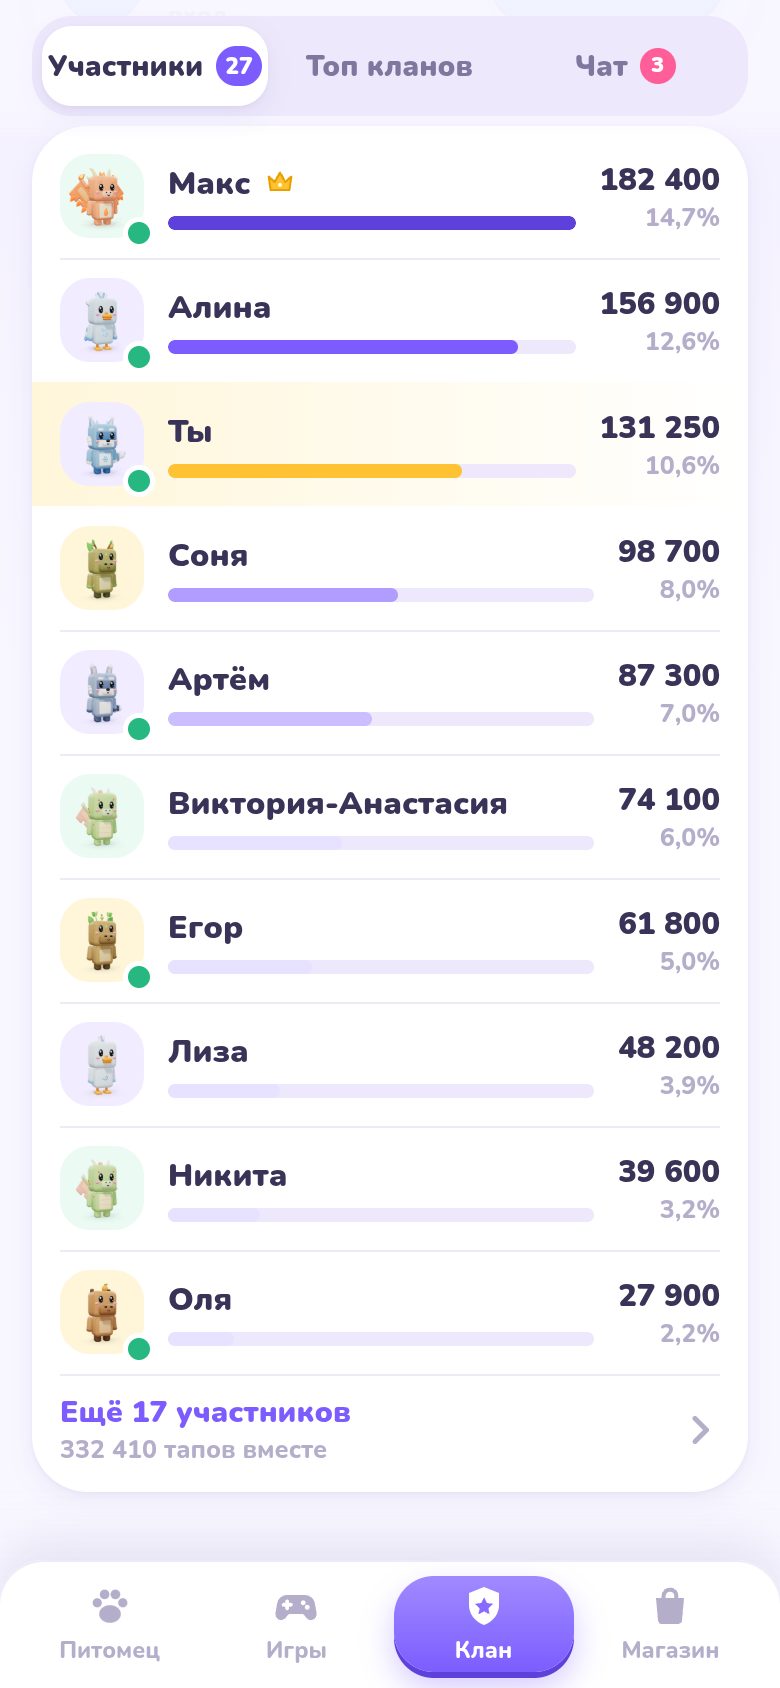 Участники 27 Топ кланов Чат 3
Макс 182 400
14,7%
Алина 156 900
12,6%
Ты 131 250
10,6%
Соня 98 700
8,0%
Артём 87 300
7,0%
Виктория-Анастасия 74 100
6,0%
Егор 61 800
5,0%
Лиза 48 200
3,9%
Никита 39 600
3,2%
Оля 27 900
2,2%
Ещё 17 участников
332 410 тапов вместе
Питомец Игры Клан Магазин